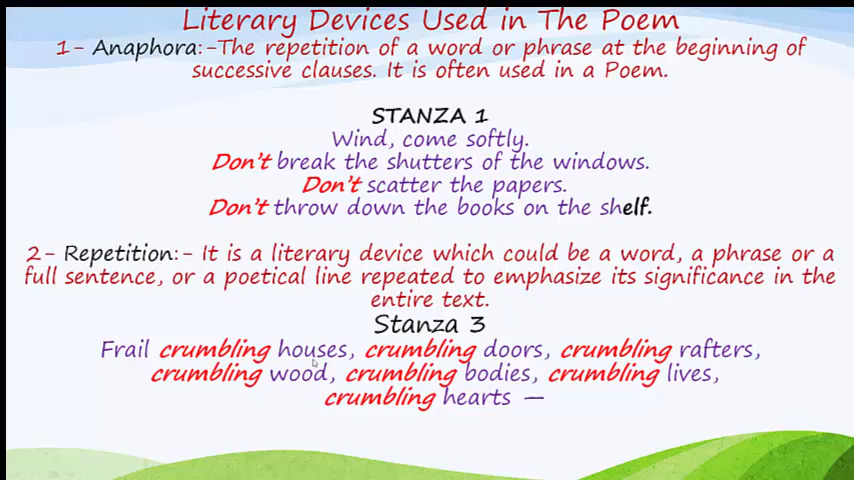 Literary Devices Used in The Poem
1- Anaphora:-The repetition of a word or phrase at the beginning of
successive clauses. It is often used in a Poem.
STANZA 1
Wind, come softly.
Don't break the shutters of the windows.
Don't scatter the papers.
Don't throw down the books on the shelf.
2- Repetition:- It is a literary device which could be a word, a phrase or a
full sentence, or a poetical line repeated to emphasize its significance in the
entire text.
Stanza 3
Frail crumbling houses, crumbling doors, crumbling rafters,
crumbling wood, crumbling bodies, crumbling lives,
crumbling hearts —